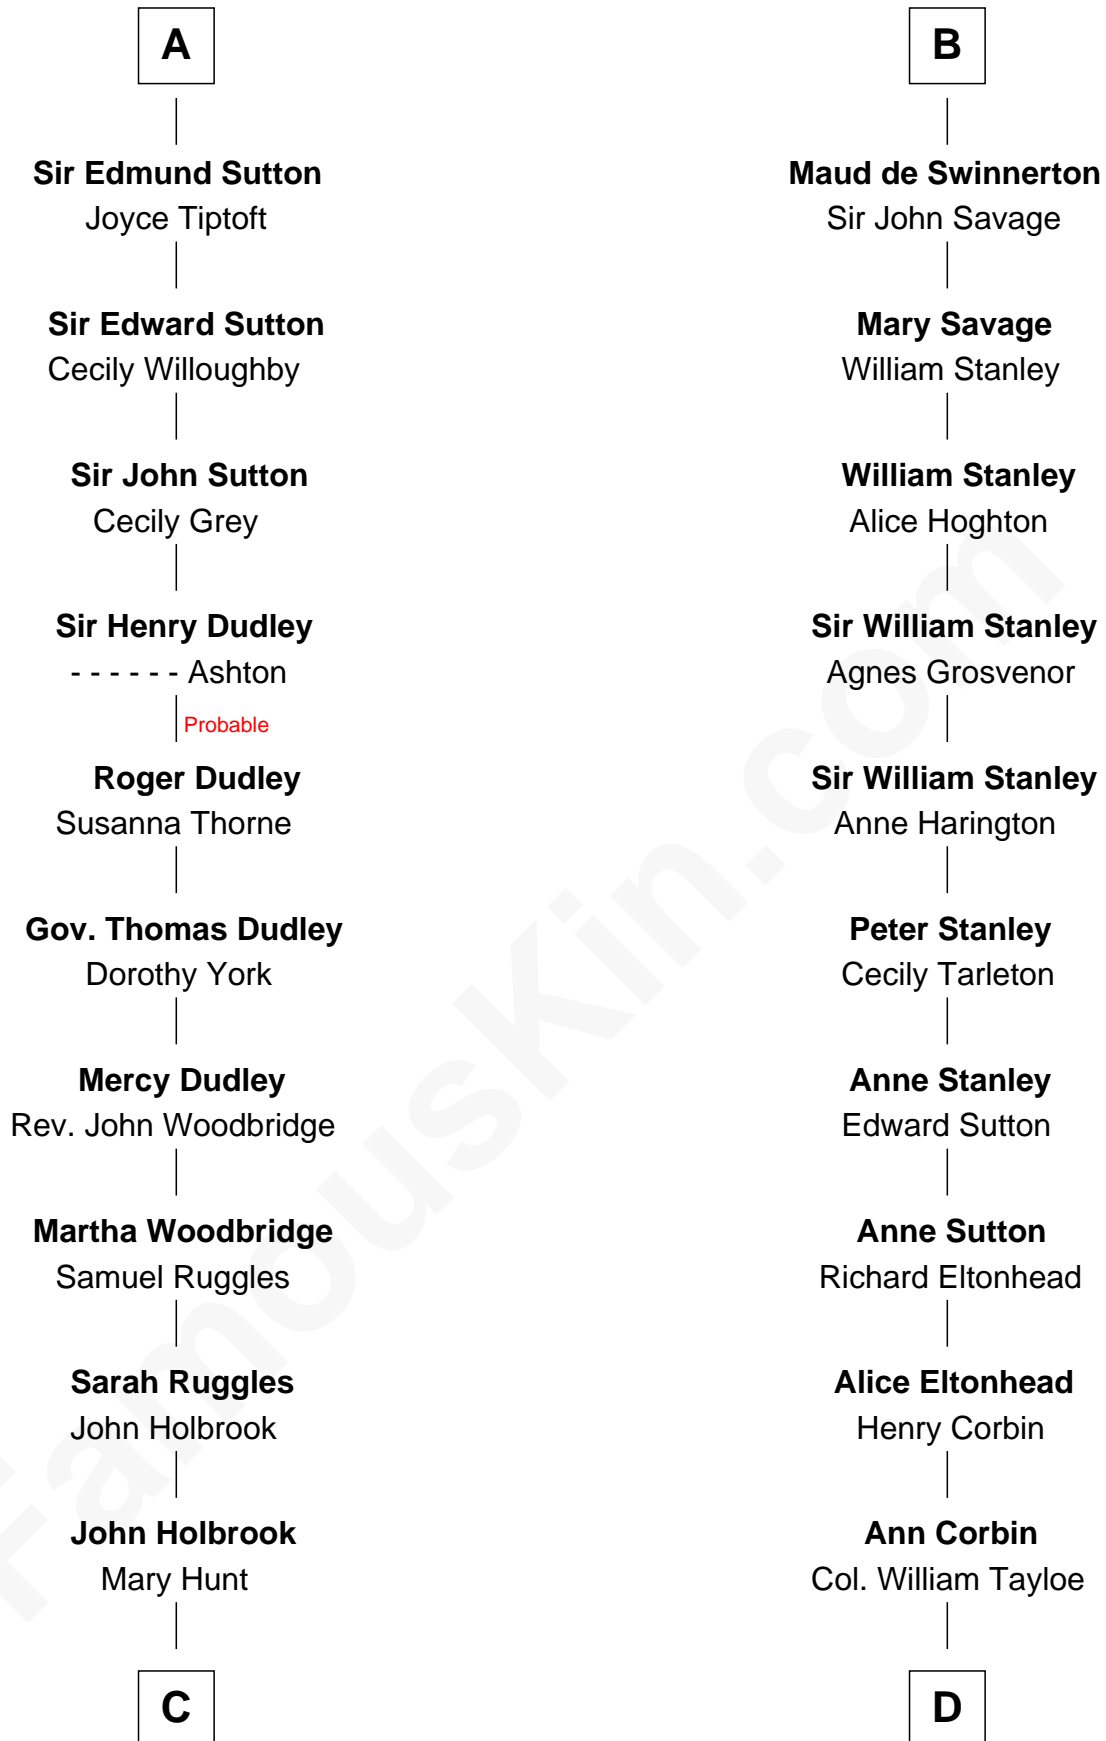 A
Sir Edmund Sutton
Joyce Tiptoft
Sir Edward Sutton
Cecily Willoughby
Sir John Sutton
Cecily Grey
Sir Henry Dudley
- - - - - - Ashton
Probable
Roger Dudley
Susanna Thorne
Gov. Thomas Dudley
Dorothy York
Mercy Dudley
Rev. John Woodbridge
Martha Woodbridge
Samuel Ruggles
Sarah Ruggles
John Holbrook
John Holbrook
Mary Hunt
C
B
Maud de Swinnerton
Sir John Savage
Mary Savage
William Stanley
William Stanley
Alice Hoghton
Sir William Stanley
Agnes Grosvenor
Sir William Stanley
Anne Harington
Peter Stanley
Cecily Tarleton
Anne Stanley
Edward Sutton
Anne Sutton
Richard Eltonhead
Alice Eltonhead
Henry Corbin
Ann Corbin
Col. William Tayloe
D
FamousKin.com